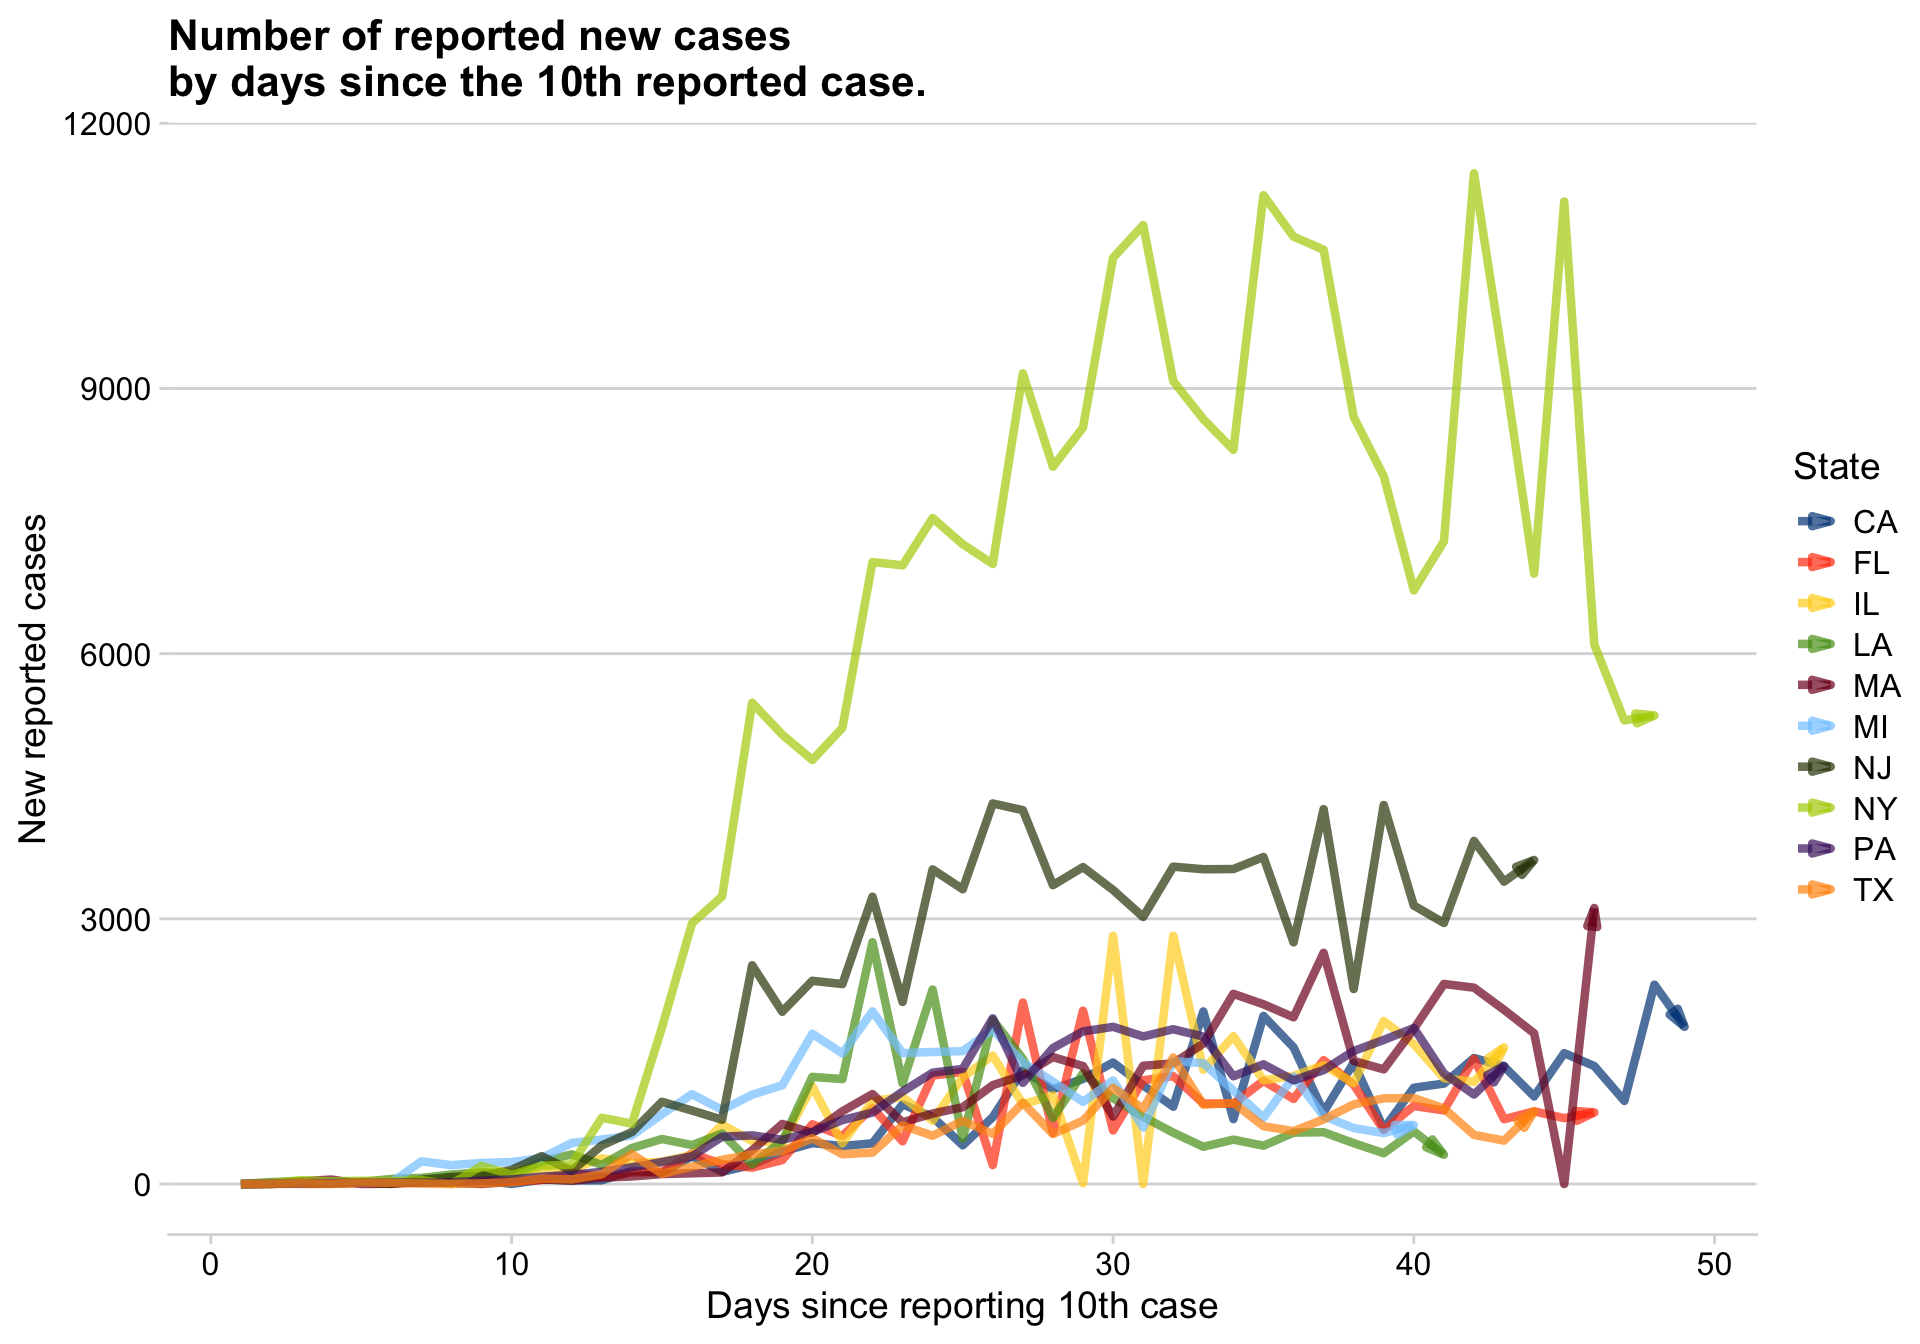 Number of reported new cases
by days since the 10th reported case.
12000
9000
6000
3000
0
New reported cases
0 10 20 30 40 50
Days since reporting 10th case
State
CA
FL
IL
LA
MA
MI
NJ
NY
PA
TX